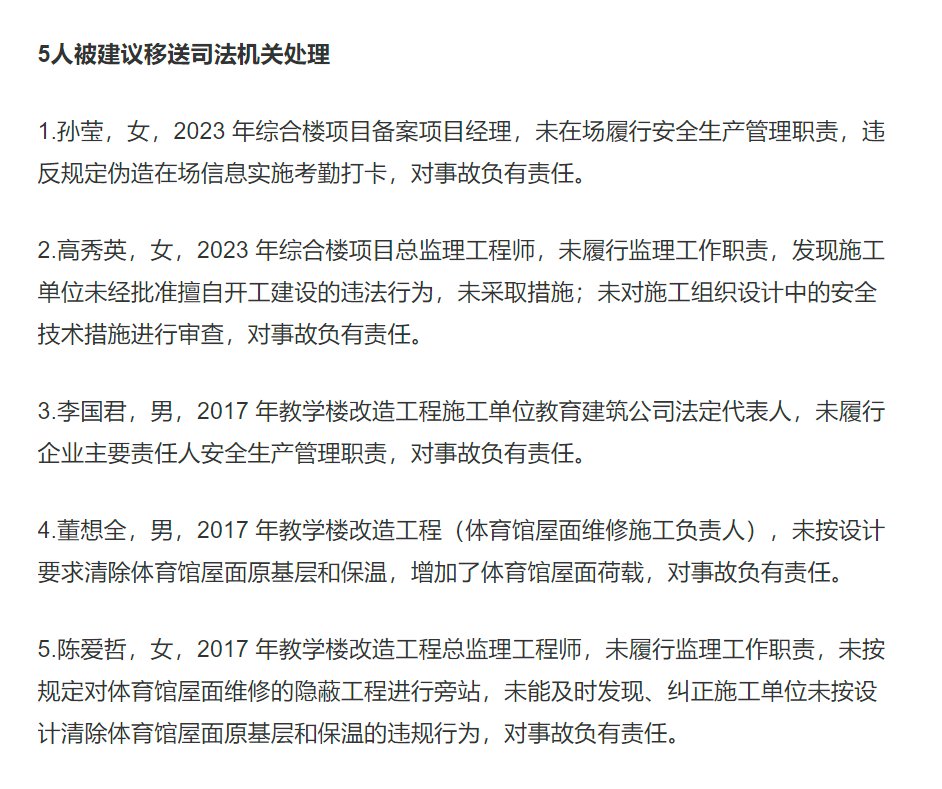 5人被建议移送司法机关处理
1.孙莹，女，2023 年综合楼项目备案项目经理，未在场履行安全生产管理职责，违
反规定伪造在场信息实施考勤打卡，对事故负有责任。
2.高秀英，女，2023 年综合楼项目总监理工程师，未履行监理工作职责，发现施工
单位未经批准擅自开工建设的违法行为，未采取措施；未对施工组织设计中的安全
技术措施进行审查，对事故负有责任。
3.李国君，男，2017 年教学楼改造工程施工单位教育建筑公司法定代表人，未履行
企业主要责任人安全生产管理职责，对事故负有责任。
4.董想全，男，2017 年教学楼改造工程（体育馆屋面维修施工负责人），未按设计
要求清除体育馆屋面原基层和保温，增加了体育馆屋面荷载，对事故负有责任。
5.陈爱哲，女，2017 年教学楼改造工程总监理工程师，未履行监理工作职责，未按
规定对体育馆屋面维修的隐蔽工程进行旁站，未能及时发现、纠正施工单位未按设
计清除体育馆屋面原基层和保温的违规行为，对事故负有责任。